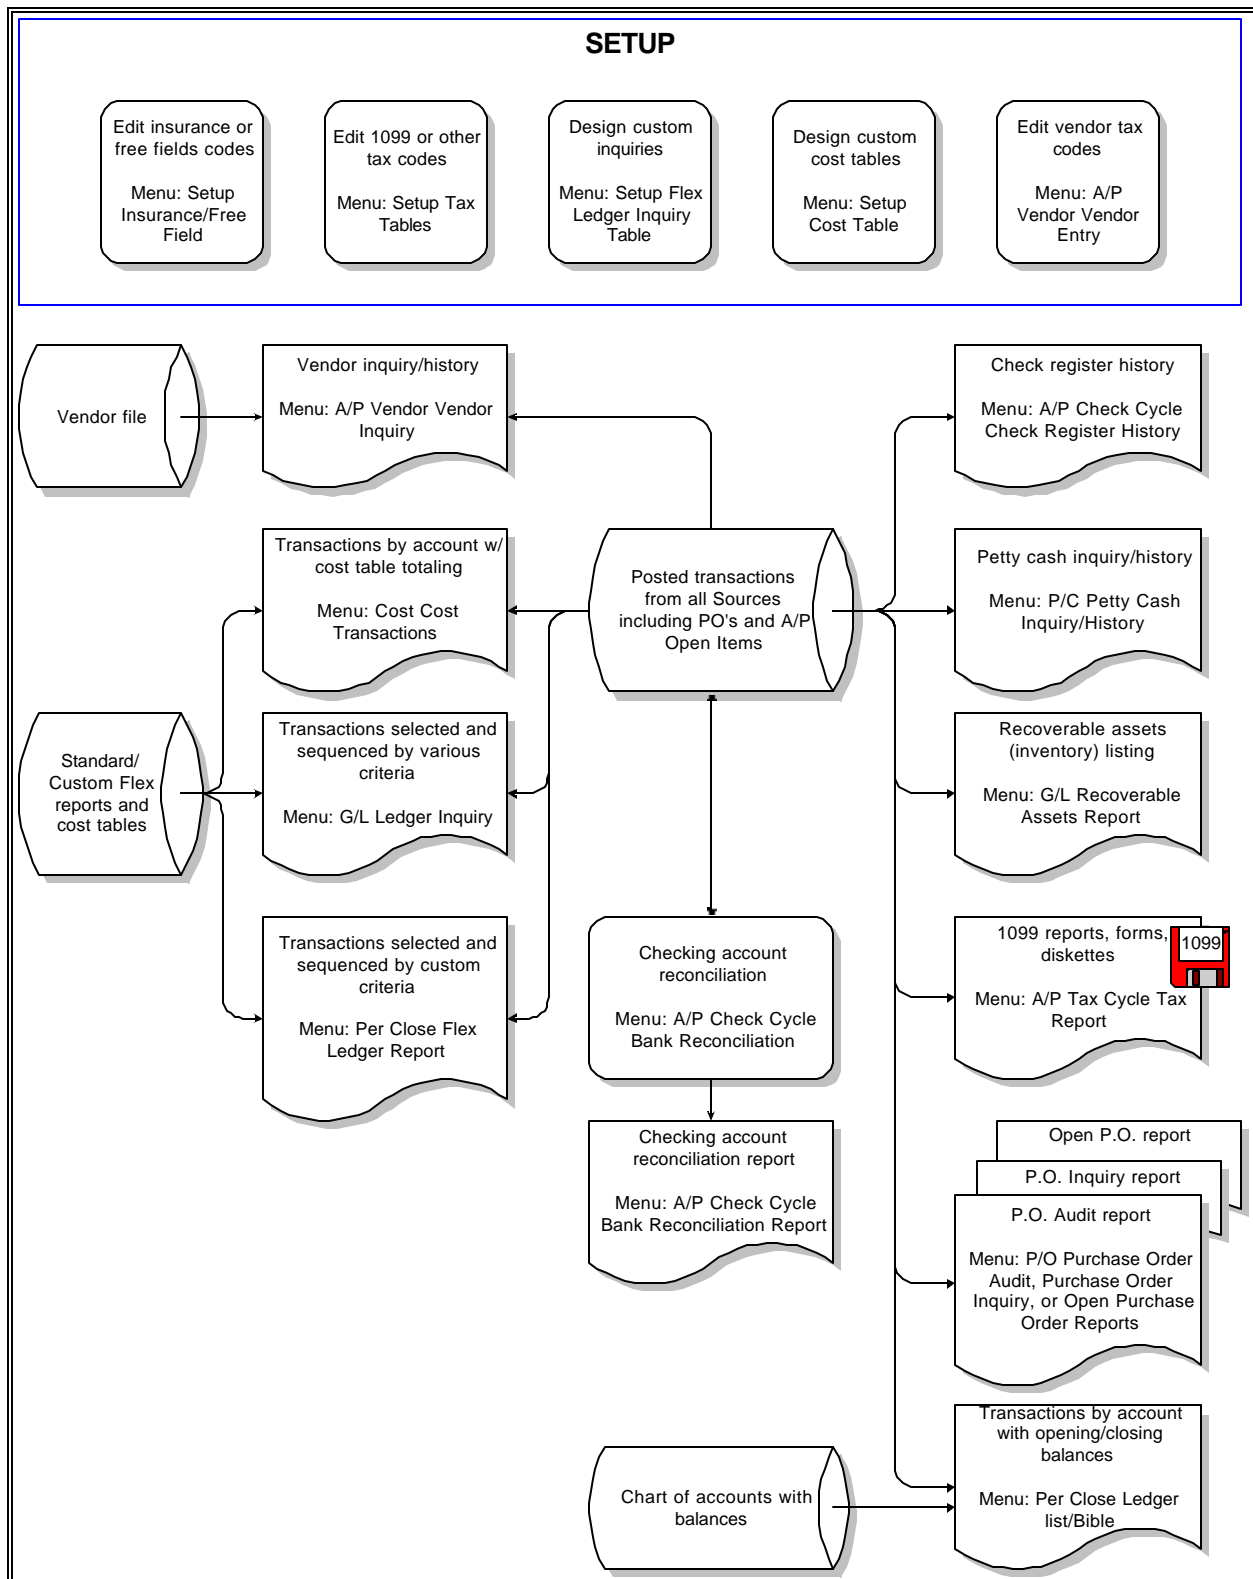 SETUP
Edit insurance or
free fields codes
Menu: Setup
Insurance/Free
Field
Edit 1099 or other
tax codes
Menu: Setup Tax
Tables
Design custom
inquiries
Menu: Setup Flex
Ledger Inquiry
Table
Design custom
cost tables
Menu: Setup
Cost Table
Edit vendor tax
codes
Menu: A/P
Vendor Vendor
Entry
Vendor file
Vendor inquiry/history
Menu: A/P Vendor Vendor
Inquiry
Check register history
Menu: A/P Check Cycle
Check Register History
Transactions by account w/
cost table totaling
Menu: Cost Cost
Transactions
Posted transactions
from all Sources
including PO's and A/P
Open Items
Petty cash inquiry/history
Menu: P/C Petty Cash
Inquiry/History
Standard/
Custom Flex
reports and
cost tables
Transactions selected and
sequenced by various
criteria
Menu: G/L Ledger Inquiry
Recoverable assets
(inventory) listing
Menu: G/L Recoverable
Assets Report
Transactions selected and
sequenced by custom
criteria
Menu: Per Close Flex
Ledger Report
Checking account
reconciliation
Menu: A/P Check Cycle
Bank Reconciliation
1099 reports, forms,
diskettes
Menu: A/P Tax Cycle Tax
Report
1099
Checking account
reconciliation report
Menu: A/P Check Cycle
Bank Reconciliation Report
Open P.O. report
P.O. Inquiry report
P.O. Audit report
Menu: P/O Purchase Order
Audit, Purchase Order
Inquiry, or Open Purchase
Order Reports
Chart of accounts with
balances
Transactions by account
with opening/closing
balances
Menu: Per Close Ledger
list/Bible